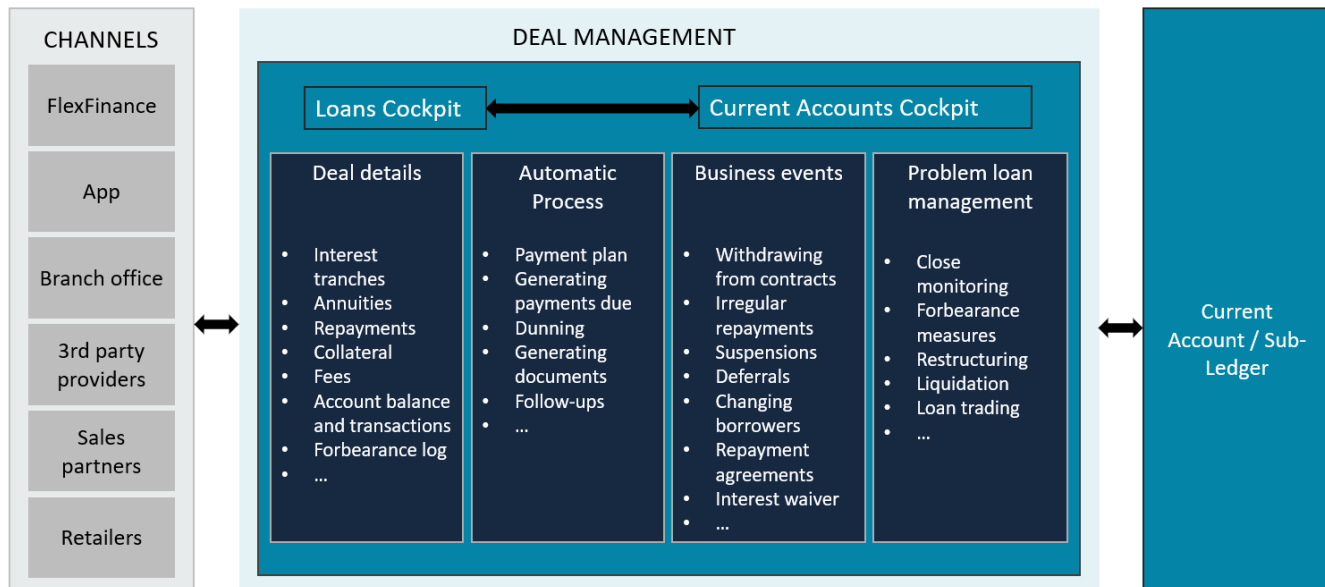 CHANNELS
FlexFinance
App
Branch office
3rd party
providers
Sales
partners
Retailers
DEAL MANAGEMENT
Loans Cockpit
Current Accounts Cockpit
Deal details
• Interest
tranches
• Annuities
• Repayments
• Collateral
• Fees
• Account balance
and transactions
• Forbearance log
• ...
Automatic
Process
• Payment plan
• Generating
payments due
• Dunning
• Generating
documents
• Follow-ups
• ...
Business events
• Withdrawing
from contracts
• Irregular
repayments
• Suspensions
• Deferrals
• Changing
borrowers
• Repayment
agreements
• Interest waiver
• ...
Problem loan
management
• Close
monitoring
• Forbearance
measures
• Restructuring
• Liquidation
• Loan trading
• ...
Current
Account / Sub-
Ledger